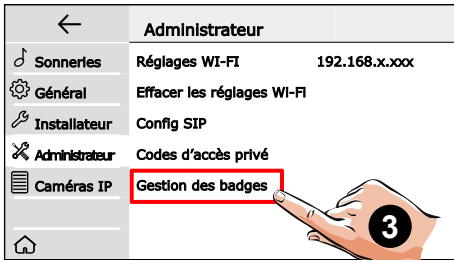 Administrateur
Sonneries
Réglages WI-FI 192.168.x.xxx
Général
Effacer les réglages Wi-Fi
Installateur
Config SIP
Administrateur
Codes d'accès privé
Caméras IP
Gestion des badges
3